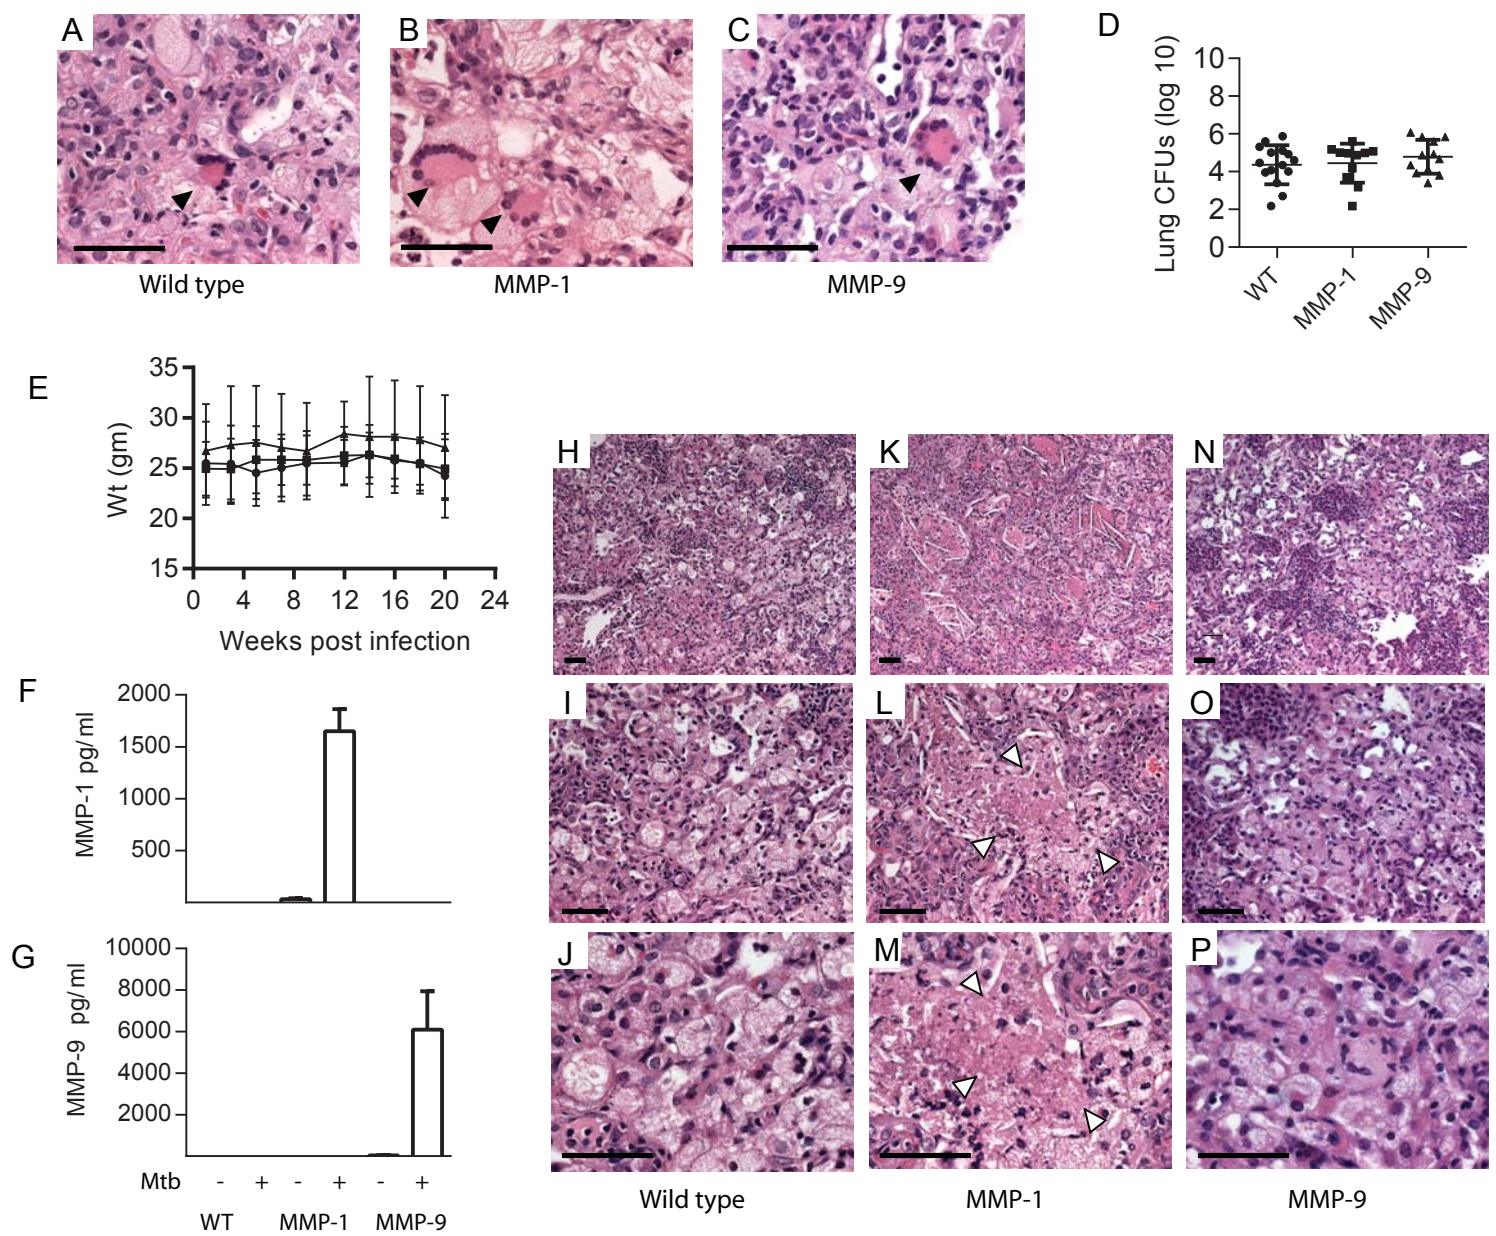 A
B
C
Wild type
MMP-1
MMP-9
D
Lung CFUs (log 10)
10
8
6
4
2
0
WT
MMP-1
MMP-9
E
Wt (gm)
35
30
25
20
15
0 4 8 12 16 20 24
Weeks post infection
F
MMP-1 pg/ml
2000
1500
1000
500
G
MMP-9 pg/ml
10000
8000
6000
4000
2000
Mtb - + - + - +
WT MMP-1 MMP-9
H
K
N
I
L
O
J
M
P
Wild type
MMP-1
MMP-9